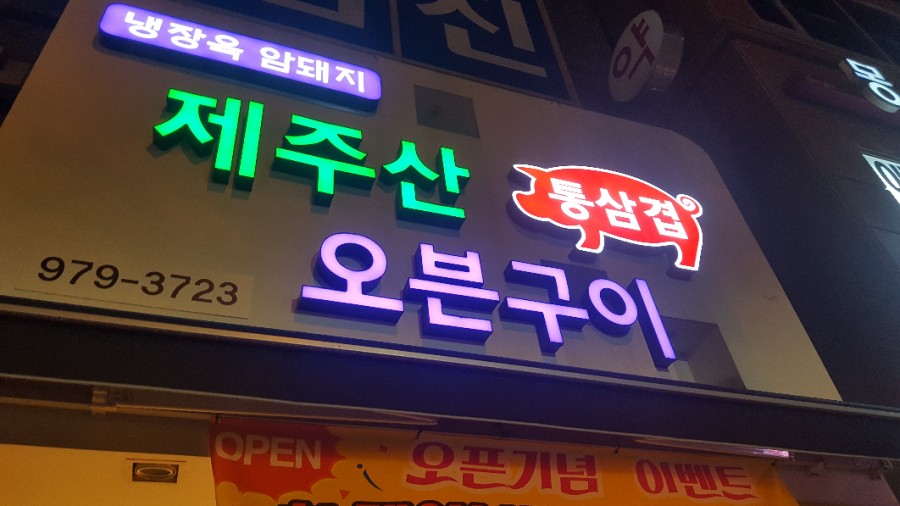 냉장육 암돼지
제주산
통삼겹
오븐구이
979-3723
약
OPEN
오픈기념 이벤트